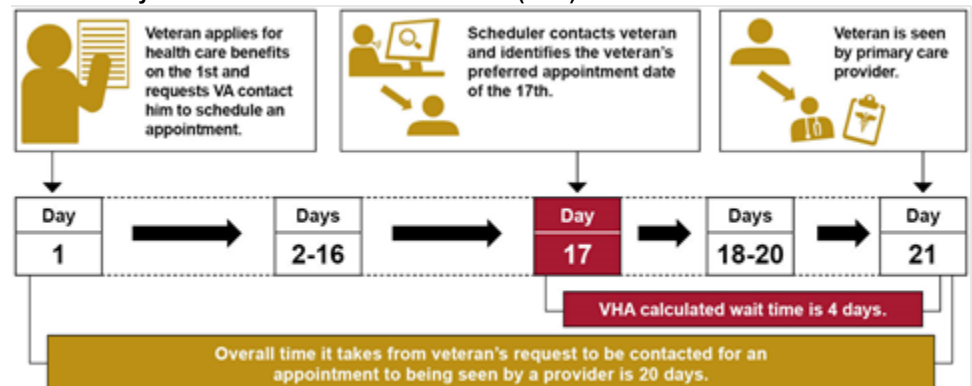 Veteran applies for
health care benefits
on the 1st and
requests VA contact
him to schedule an
appointment.
Scheduler contacts veteran
and identifies the veteran's
preferred appointment date
of the 17th.
Veteran is seen
by primary care
provider.
Day
1
Days
2-16
Day
17
Days
18-20
Day
21
VHA calculated wait time is 4 days.
Overall time it takes from veteran's request to be contacted for an
appointment to being seen by a provider is 20 days.